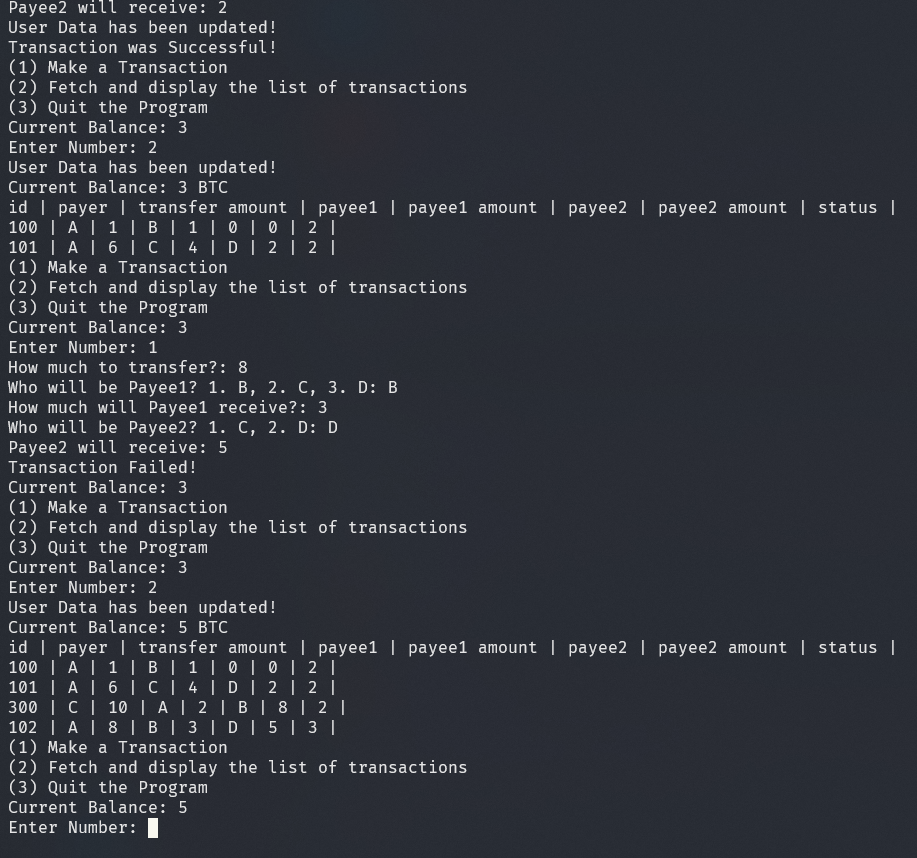 Payee2 will receive: 2
User Data has been updated!
Transaction was Successful!
(1) Make a Transaction
(2) Fetch and display the list of transactions
(3) Quit the Program
Current Balance: 3
Enter Number: 2
User Data has been updated!
Current Balance: 3 BTC
id | payer | transfer amount | payee1 | payee1 amount | payee2 | payee2 amount | status |
100 | A | 1 | B | 1 | 0 | 0 | 2 |
101 | A | 6 | C | 4 | D | 2 | 2 |
(1) Make a Transaction
(2) Fetch and display the list of transactions
(3) Quit the Program
Current Balance: 3
Enter Number: 1
How much to transfer?: 8
Who will be Payee1? 1. B, 2. C, 3. D: B
How much will Payee1 receive?: 3
Who will be Payee2? 1. C, 2. D: D
Payee2 will receive: 5
Transaction Failed!
Current Balance: 3
(1) Make a Transaction
(2) Fetch and display the list of transactions
(3) Quit the Program
Current Balance: 3
Enter Number: 2
User Data has been updated!
Current Balance: 5 BTC
id | payer | transfer amount | payee1 | payee1 amount | payee2 | payee2 amount | status |
100 | A | 1 | B | 1 | 0 | 0 | 2 |
101 | A | 6 | C | 4 | D | 2 | 2 |
300 | C | 10 | A | 2 | B | 8 | 2 |
102 | A | 8 | B | 3 | D | 5 | 3 |
(1) Make a Transaction
(2) Fetch and display the list of transactions
(3) Quit the Program
Current Balance: 5
Enter Number: